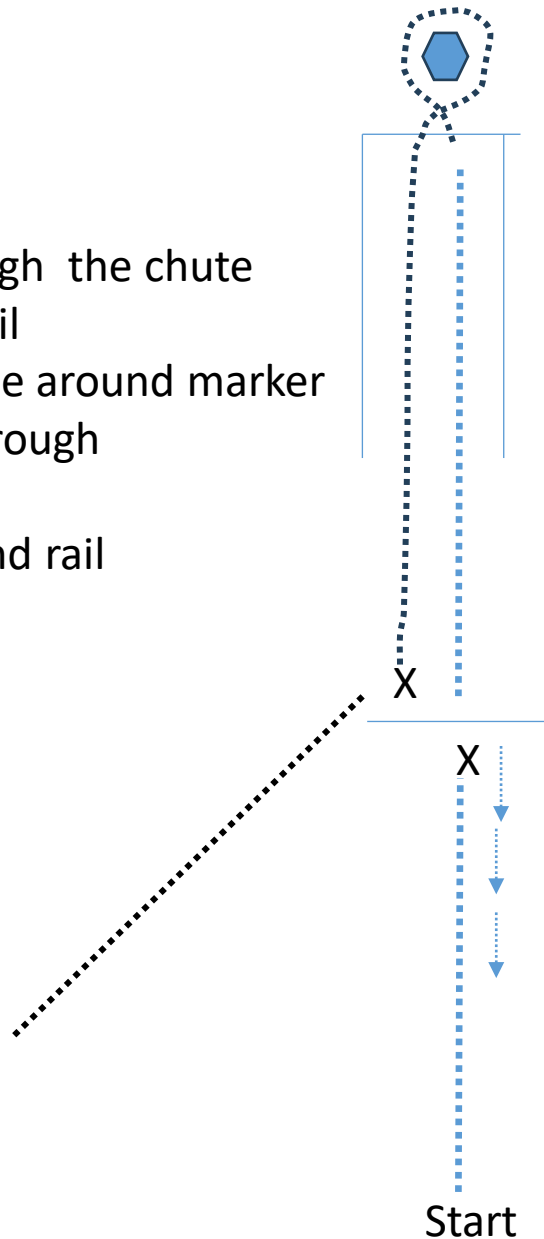 gh the chute
il
e around marker
rough
nd rail
X
X
Start